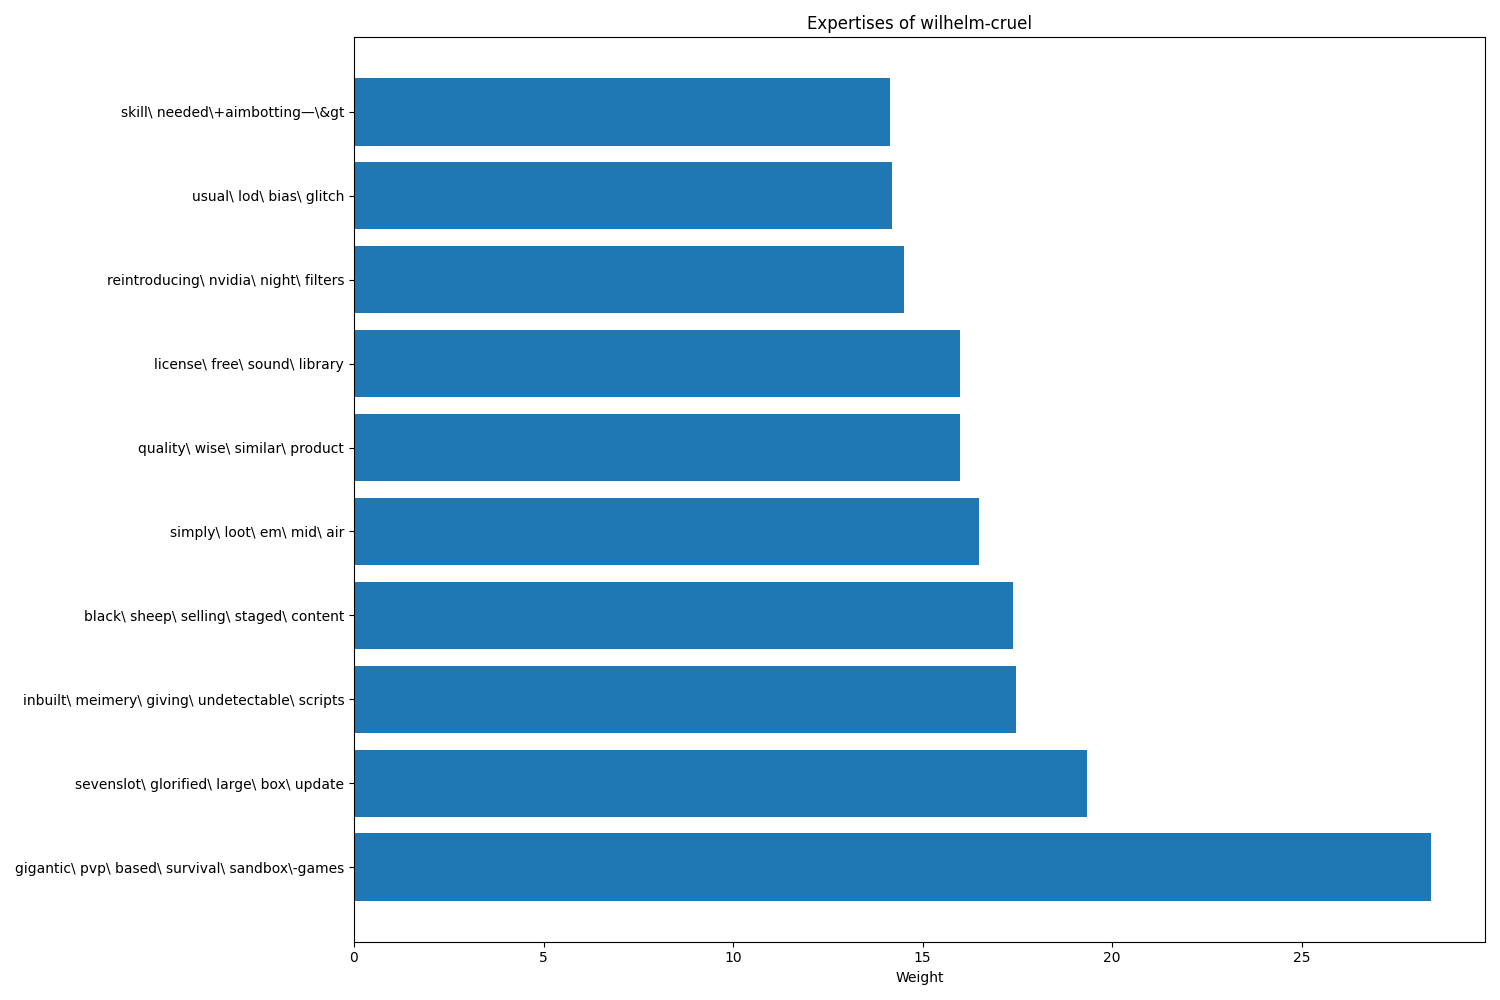 Expertises of wilhelm-cruel
skill\ needed\+aimbotting—\&gt
usual\ lod\ bias\ glitch
reintroducing\ nvidia\ night\ filters
license\ free\ sound\ library
quality\ wise\ similar\ product
simply\ loot\ em\ mid\ air
black\ sheep\ selling\ staged\ content
inbuilt\ meimery\ giving\ undetectable\ scripts
sevenslot\ glorified\ large\ box\ update
gigantic\ pvp\ based\ survival\ sandbox\-games
0 5 10 15 20 25
Weight